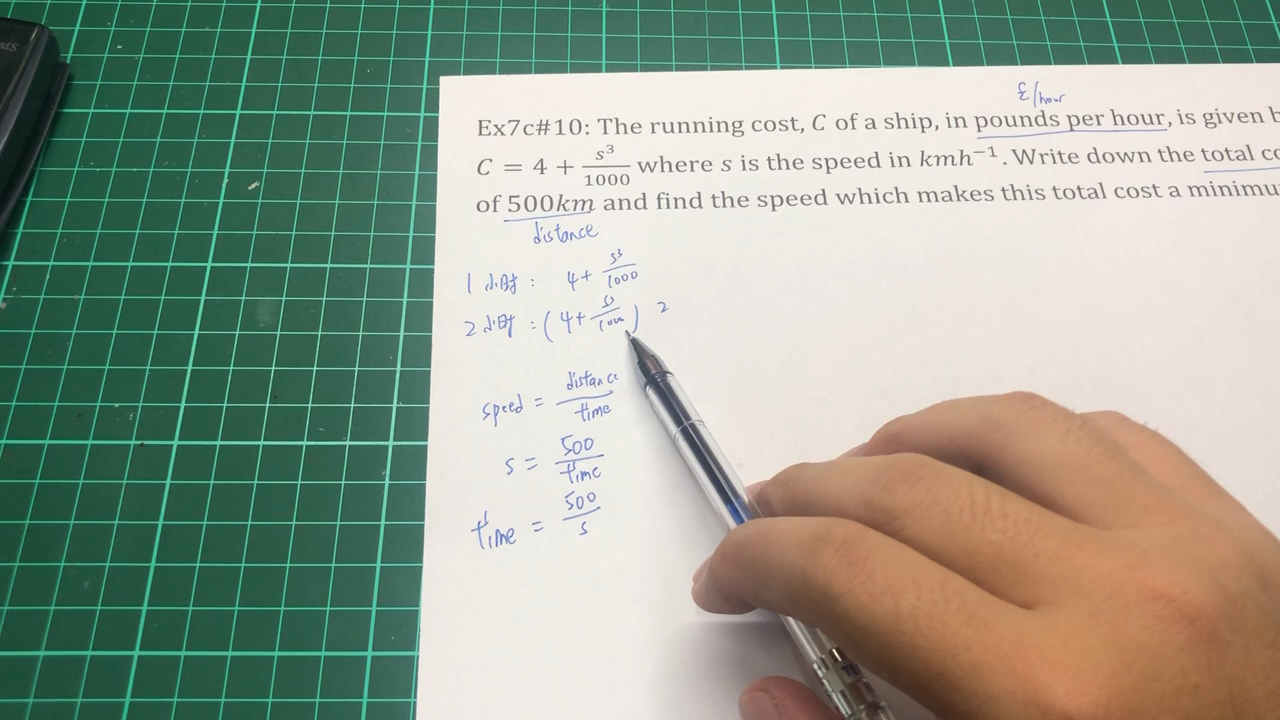 £/hour
Ex7c#10: The running cost, C of a ship, in pounds per hour, is given b
C = 4 + s³/1000 where s is the speed in kmh⁻¹. Write down the total co
of 500km and find the speed which makes this total cost a minimu
distance
1 小时: 4 + s³/1000
2 小时: (4 + s³/1000) 2
speed = distance/time
s = 500/time
time = 500/s